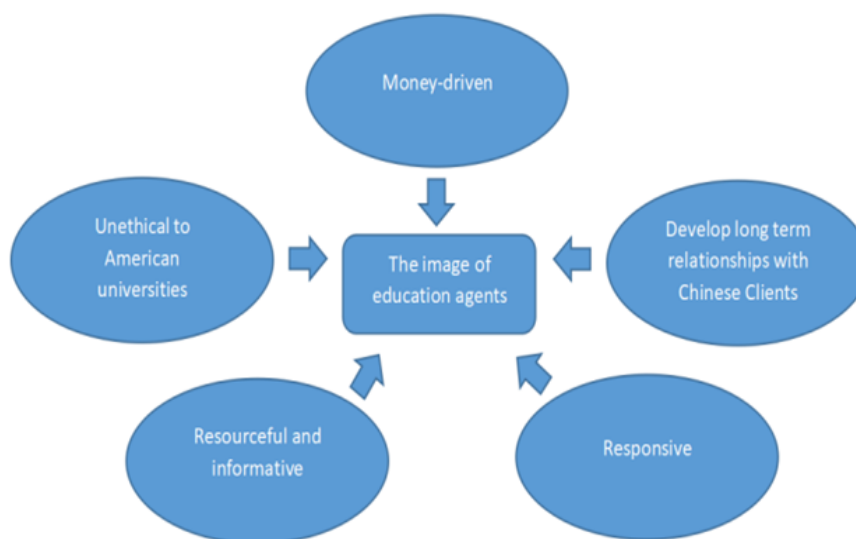 Money-driven
Unethical to
American
universities
The image of
education agents
Develop long term
relationships with
Chinese Clients
Resourceful and
informative
Responsive